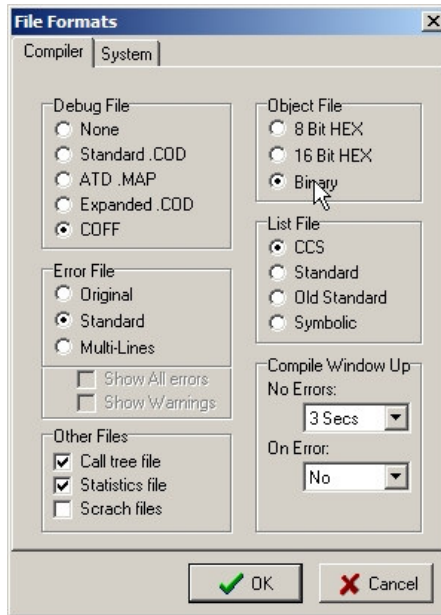 File Formats
Compiler
System
Debug File
None
Standard .COD
ATD .MAP
Expanded .COD
COFF
Error File
Original
Standard
Multi-Lines
Show All errors
Show Warnings
Other Files
Call tree file
Statistics file
Scrach files
Object File
8 Bit HEX
16 Bit HEX
Binary
List File
CCS
Standard
Old Standard
Symbolic
Compile Window Up
No Errors:
3 Secs
On Error:
No
OK
Cancel